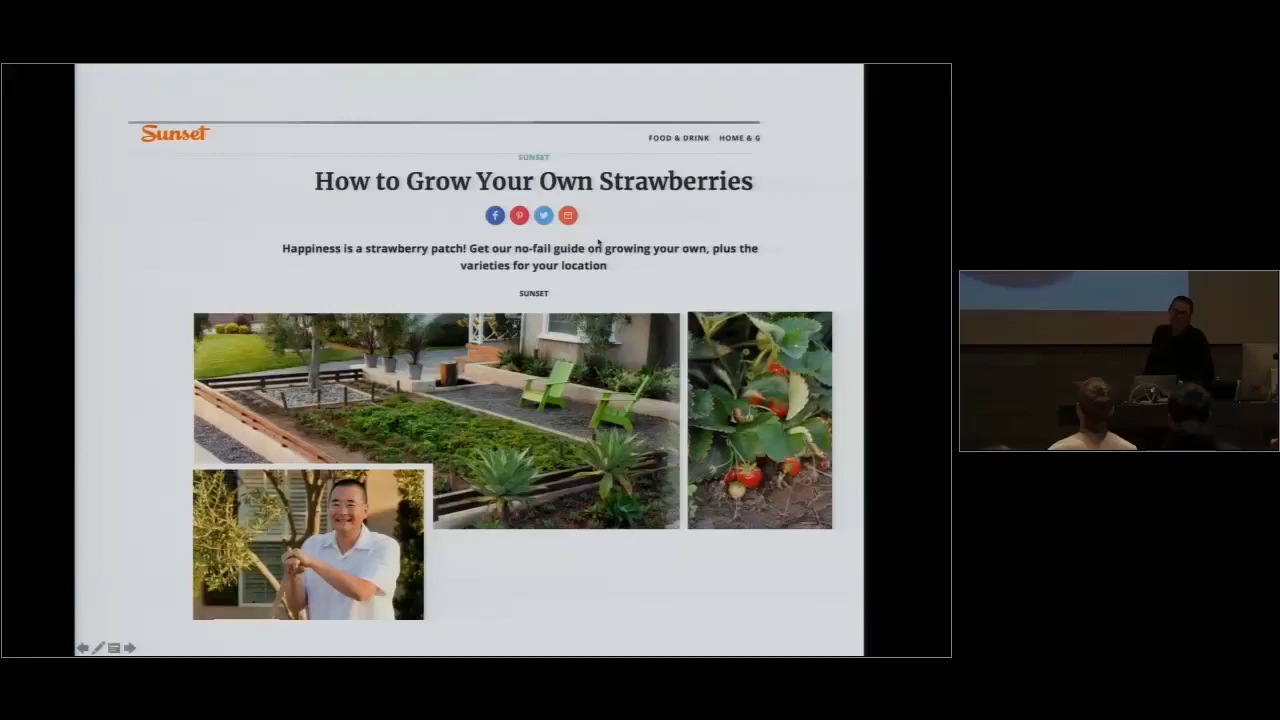 Sunset
FOOD & DRINK HOME & G
SUNSET
How to Grow Your Own Strawberries
Happiness is a strawberry patch! Get our no-fail guide on growing your own, plus the
varieties for your location
SUNSET